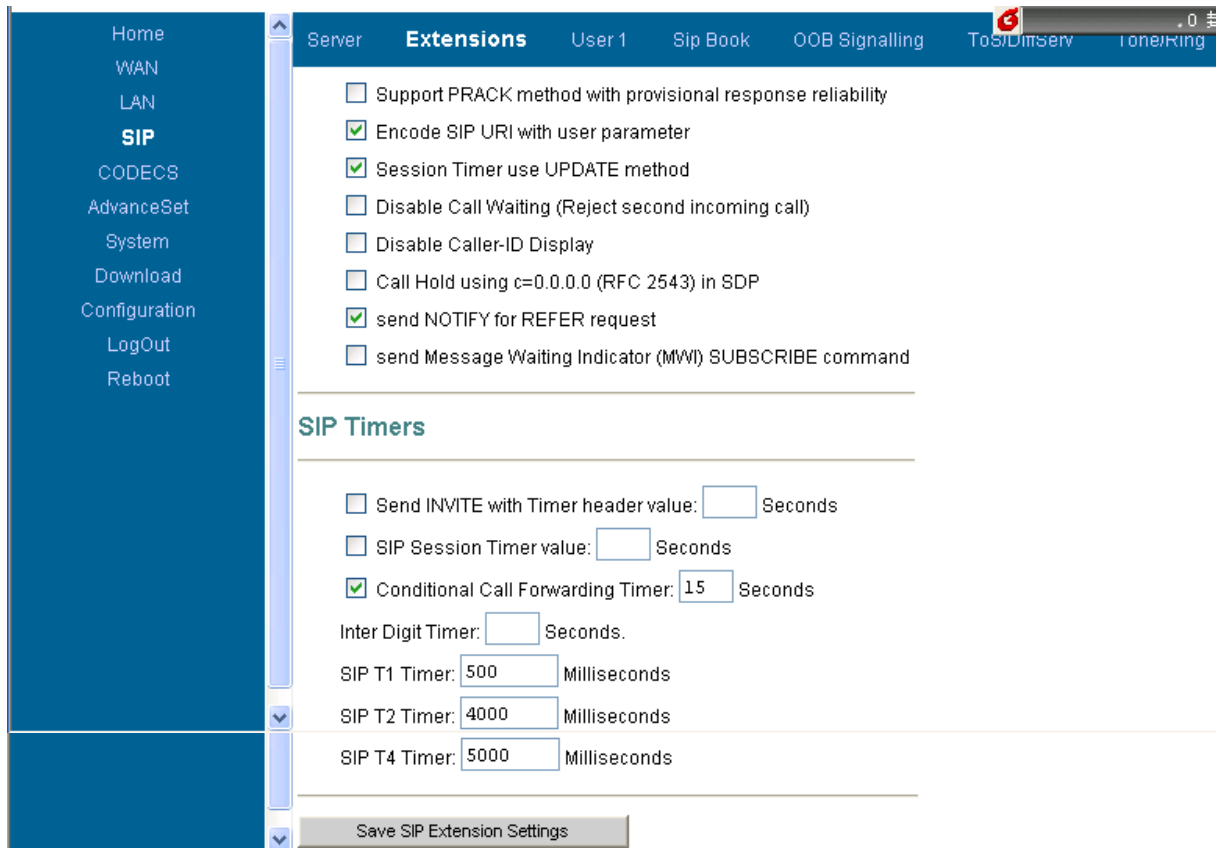 Home
WAN
LAN
SIP
CODECS
AdvanceSet
System
Download
Configuration
LogOut
Reboot
Server Extensions User 1 Sip Book OOB Signalling ToS/DiffServ Tone/Ring
.0
Support PRACK method with provisional response reliability
Encode SIP URI with user parameter
Session Timer use UPDATE method
Disable Call Waiting (Reject second incoming call)
Disable Caller-ID Display
Call Hold using c=0.0.0.0 (RFC 2543) in SDP
send NOTIFY for REFER request
send Message Waiting Indicator (MWI) SUBSCRIBE command
SIP Timers
Send INVITE with Timer header value: Seconds
SIP Session Timer value: Seconds
Conditional Call Forwarding Timer: 15 Seconds
Inter Digit Timer: Seconds.
SIP T1 Timer: 500 Milliseconds
SIP T2 Timer: 4000 Milliseconds
SIP T4 Timer: 5000 Milliseconds
Save SIP Extension Settings